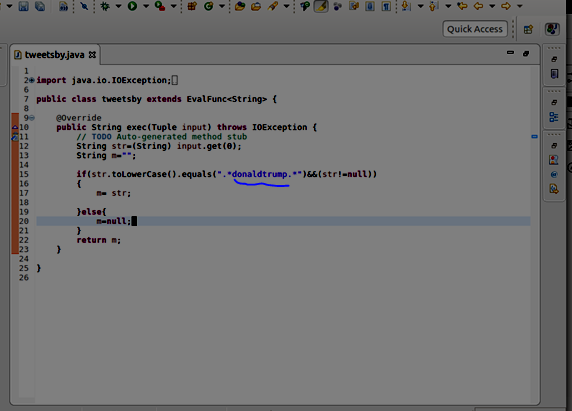 Quick Access
tweetsby.java
1
2 import java.io.IOException;
6
7 public class tweetsby extends EvalFunc<String> {
8
9 @Override
10 public String exec(Tuple input) throws IOException {
11 // TODO Auto-generated method stub
12 String str=(String) input.get(0);
13 String m="";
14
15 if(str.toLowerCase().equals(".*donaldtrump.*")&&(str!=null))
16 {
17 m= str;
18
19 }else{
20 m=null;
21 }
22 return m;
23 }
24
25 }
26